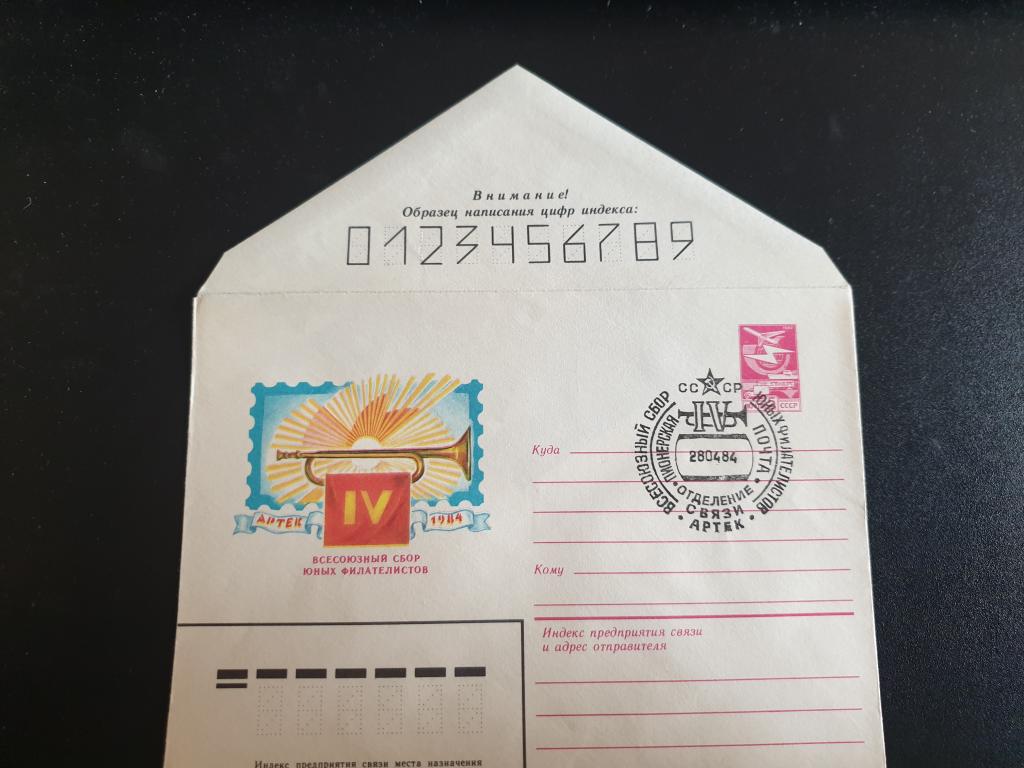 Внимание!
Образец написания цифр индекса:
0123456789
СССР
ВСЕСОЮЗНЫЙ СБОР ЮНЫХ ФИЛАТЕЛИСТОВ
ПИОНЕРСКАЯ ПОЧТА
IV
280484
ОТДЕЛЕНИЕ
СВЯЗИ
АРТЕК
СССР
IV
АРТЕК 1984
ВСЕСОЮЗНЫЙ СБОР
ЮНЫХ ФИЛАТЕЛИСТОВ
Куда
Кому
Индекс предприятия связи
и адрес отправителя
Индекс предприятия связи места назначения